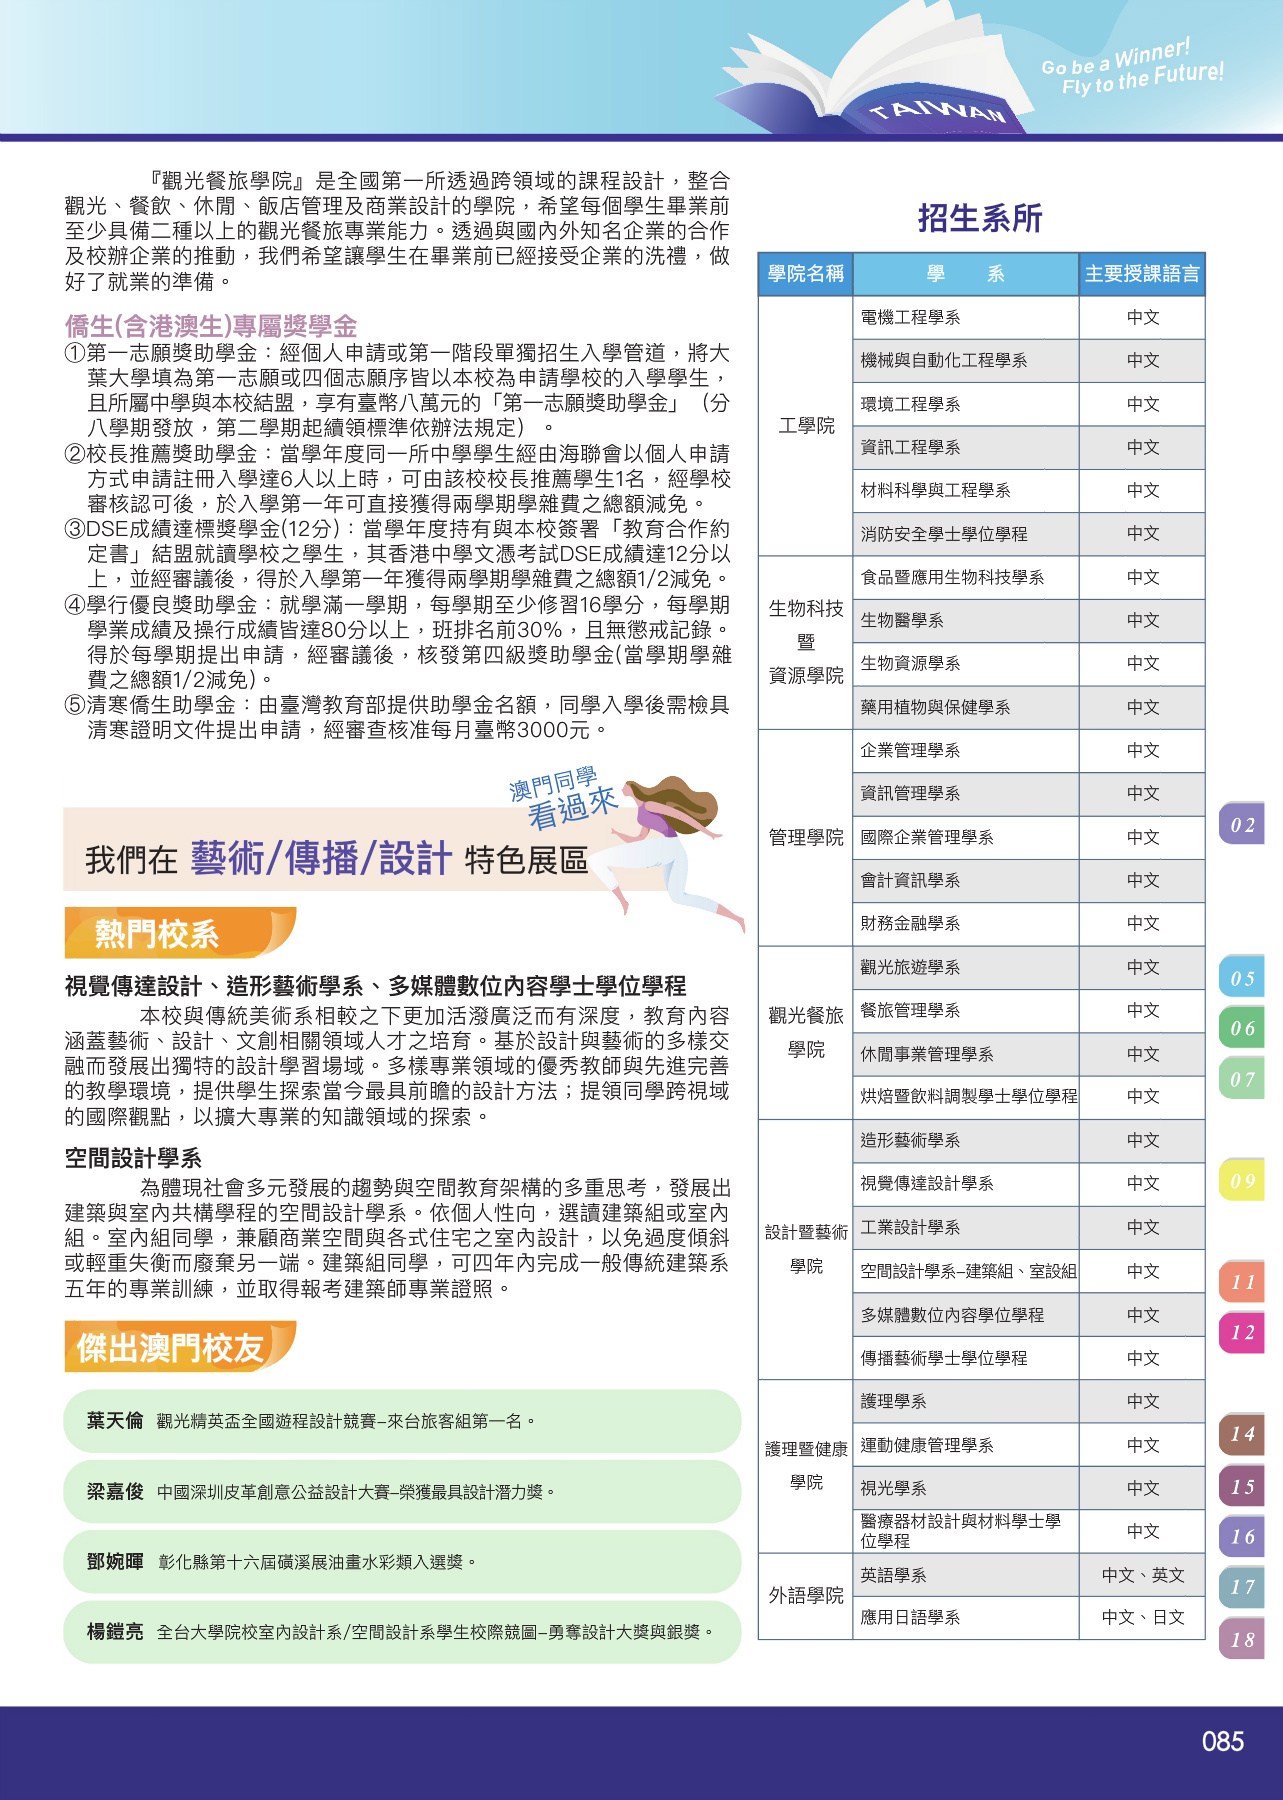 Go be a Winner!
Fly to the Future!
TAIWAN
『觀光餐旅學院』是全國第一所透過跨領域的課程設計，整合
觀光、餐飲、休閒、飯店管理及商業設計的學院，希望每個學生畢業前
至少具備二種以上的觀光餐旅專業能力。透過與國內外知名企業的合作
及校辦企業的推動，我們希望讓學生在畢業前已經接受企業的洗禮，做
好了就業的準備。
僑生(含港澳生)專屬獎學金
①第一志願獎助學金：經個人申請或第一階段單獨招生入學管道，將大
葉大學填為第一志願或四個志願序皆以本校為申請學校的入學學生，
且所屬中學與本校結盟，享有臺幣八萬元的「第一志願獎助學金」（分
八學期發放，第二學期起續領標準依辦法規定）。
②校長推薦獎助學金：當學年度同一所中學學生經由海聯會以個人申請
方式申請註冊入學達6人以上時，可由該校校長推薦學生1名，經學校
審核認可後，於入學第一年可直接獲得兩學期學雜費之總額減免。
③DSE成績達標獎學金(12分)：當學年度持有與本校簽署「教育合作約
定書」結盟就讀學校之學生，其香港中學文憑考試DSE成績達12分以
上，並經審議後，得於入學第一年獲得兩學期學雜費之總額1/2減免。
④學行優良獎助學金：就學滿一學期，每學期至少修習16學分，每學期
學業成績及操行成績皆達80分以上，班排名前30%，且無懲戒記錄。
得於每學期提出申請，經審議後，核發第四級獎助學金(當學期學雜
費之總額1/2減免)。
⑤清寒僑生助學金：由臺灣教育部提供助學金名額，同學入學後需檢具
清寒證明文件提出申請，經審查核准每月臺幣3000元。
澳門同學
看過來
我們在 藝術/傳播/設計 特色展區
熱門校系
視覺傳達設計、造形藝術學系、多媒體數位內容學士學位學程
本校與傳統美術系相較之下更加活潑廣泛而有深度，教育內容
涵蓋藝術、設計、文創相關領域人才之培育。基於設計與藝術的多樣交
融而發展出獨特的設計學習場域。多樣專業領域的優秀教師與先進完善
的教學環境，提供學生探索當今最具前瞻的設計方法；提領同學跨視域
的國際觀點，以擴大專業的知識領域的探索。
空間設計學系
為體現社會多元發展的趨勢與空間教育架構的多重思考，發展出
建築與室內共構學程的空間設計學系。依個人性向，選讀建築組或室內
組。室內組同學，兼顧商業空間與各式住宅之室內設計，以免過度傾斜
或輕重失衡而廢棄另一端。建築組同學，可四年內完成一般傳統建築系
五年的專業訓練，並取得報考建築師專業證照。
傑出澳門校友
葉天倫 觀光精英盃全國遊程設計競賽–來台旅客組第一名。
梁嘉俊 中國深圳皮革創意公益設計大賽–榮獲最具設計潛力獎。
鄧婉暉 彰化縣第十六屆磺溪展油畫水彩類入選獎。
楊鎧亮 全台大學院校室內設計系/空間設計系學生校際競圖–勇奪設計大獎與銀獎。
招生系所
學院名稱 學 系 主要授課語言
工學院
電機工程學系 中文
機械與自動化工程學系 中文
環境工程學系 中文
資訊工程學系 中文
材料科學與工程學系 中文
消防安全學士學位學程 中文
生物科技
暨
資源學院
食品暨應用生物科技學系 中文
生物醫學系 中文
生物資源學系 中文
藥用植物與保健學系 中文
管理學院
企業管理學系 中文
資訊管理學系 中文
國際企業管理學系 中文
會計資訊學系 中文
財務金融學系 中文
觀光餐旅
學院
觀光旅遊學系 中文
餐旅管理學系 中文
休閒事業管理學系 中文
烘焙暨飲料調製學士學位學程 中文
設計暨藝術
學院
造形藝術學系 中文
視覺傳達設計學系 中文
工業設計學系 中文
空間設計學系–建築組、室設組 中文
多媒體數位內容學位學程 中文
傳播藝術學士學位學程 中文
護理暨健康
學院
護理學系 中文
運動健康管理學系 中文
視光學系 中文
醫療器材設計與材料學士學
位學程 中文
外語學院
英語學系 中文、英文
應用日語學系 中文、日文
02
05
06
07
09
11
12
14
15
16
17
18
085